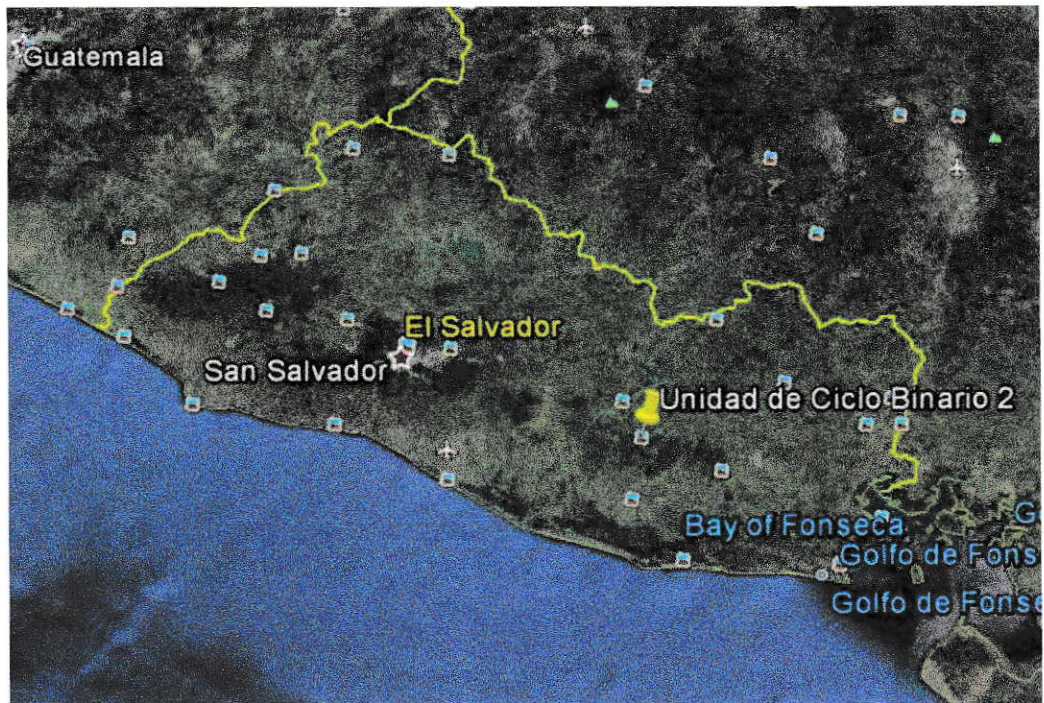 Guatemala
El Salvador
San Salvador
Unidad de Ciclo Binario 2
Bay of Fonseca
Golfo de Fons
Golfo de Fonse